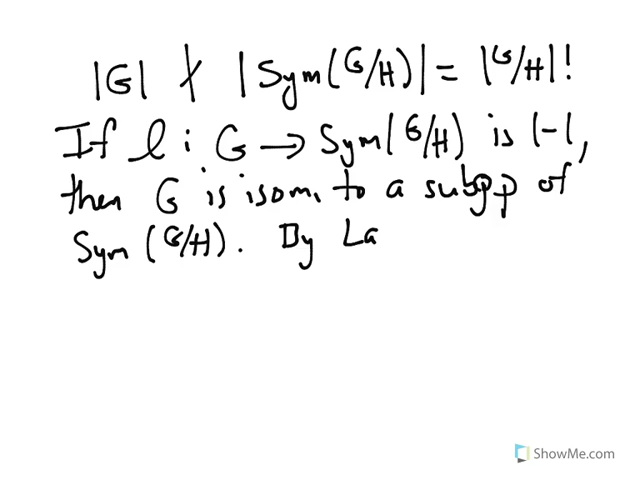 |G| ∤ |Sym(G/H)| = |G/H|!
If l : G → Sym(G/H) is 1-1,
then G is isom. to a subgp of
Sym (G/H). By La
ShowMe.com